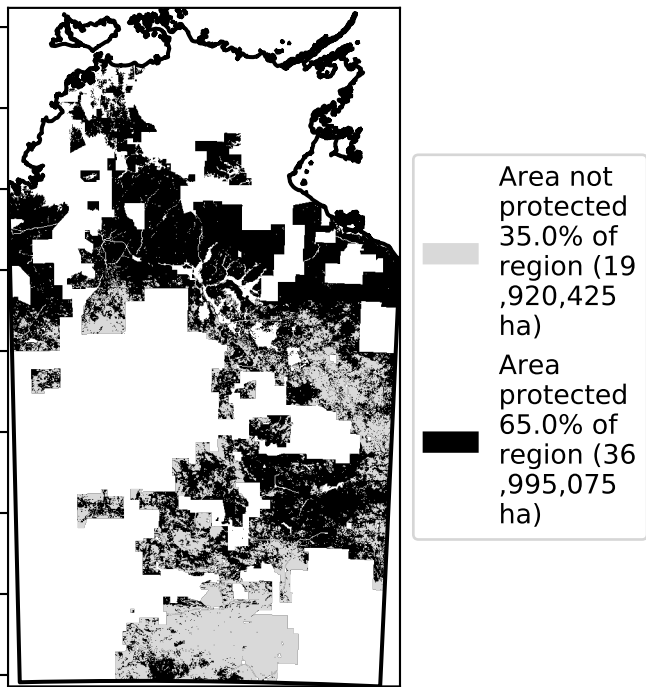 Area not
protected
35.0% of
region (19
,920,425
ha)
Area
protected
65.0% of
region (36
,995,075
ha)